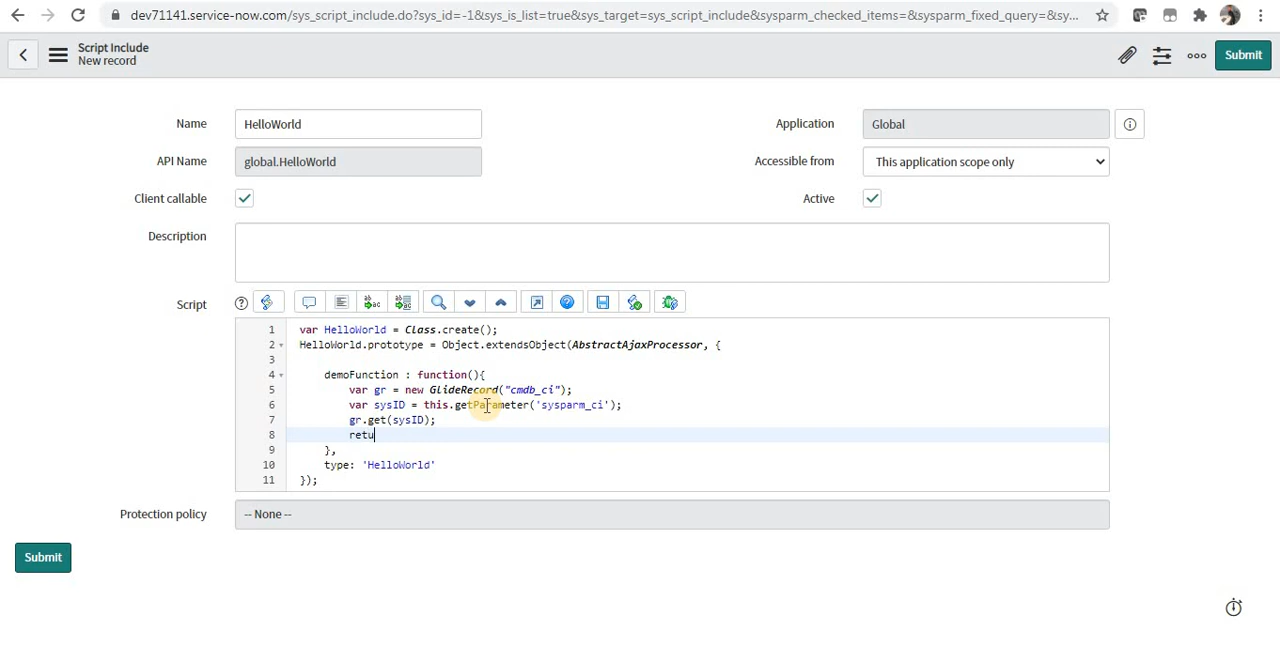 dev71141.service-now.com/sys_script_include.do?sys_id=-1&sys_is_list=true&sys_target=sys_script_include&sysparm_checked_items=&sysparm_fixed_query=&sy...
Script Include
New record
Submit
Name
HelloWorld
Application
Global
API Name
global.HelloWorld
Accessible from
This application scope only
Client callable
Active
Description
Script
1 var HelloWorld = Class.create();
2 HelloWorld.prototype = Object.extendsObject(AbstractAjaxProcessor, {
3
4 demoFunction : function(){
5 var gr = new GlideRecord("cmdb_ci");
6 var sysID = this.getParameter('sysparm_ci');
7 gr.get(sysID);
8 retu
9 },
10 type: 'HelloWorld'
11 });
Protection policy
-- None --
Submit